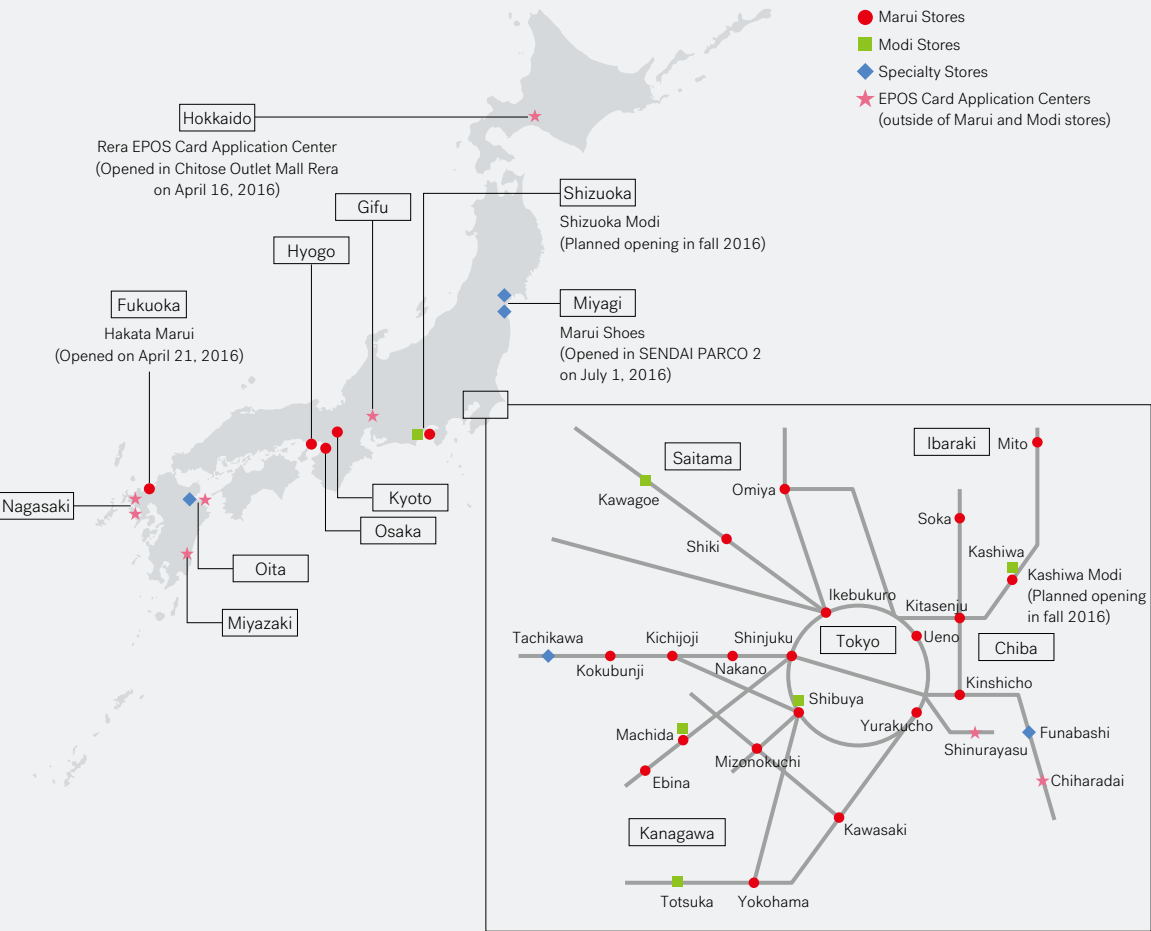 Marui Stores
Modi Stores
Specialty Stores
EPOS Card Application Centers
(outside of Marui and Modi stores)
Hokkaido
Rera EPOS Card Application Center
(Opened in Chitose Outlet Mall Rera
on April 16, 2016)
Gifu
Shizuoka
Shizuoka Modi
(Planned opening in fall 2016)
Hyogo
Fukuoka
Hakata Marui
(Opened on April 21, 2016)
Miyagi
Marui Shoes
(Opened in SENDAI PARCO 2
on July 1, 2016)
Nagasaki
Kyoto
Osaka
Oita
Miyazaki
Saitama
Ibaraki
Mito
Kawagoe
Omiya
Soka
Shiki
Kashiwa
Kashiwa Modi
(Planned opening
in fall 2016)
Ikebukuro
Kitasenju
Tachikawa
Kichijoji
Shinjuku
Tokyo
Ueno
Chiba
Kokubunji
Nakano
Kinshicho
Shibuya
Yurakucho
Machida
Mizonokuchi
Shinurayasu
Funabashi
Ebina
Chiharadai
Kanagawa
Kawasaki
Totsuka
Yokohama